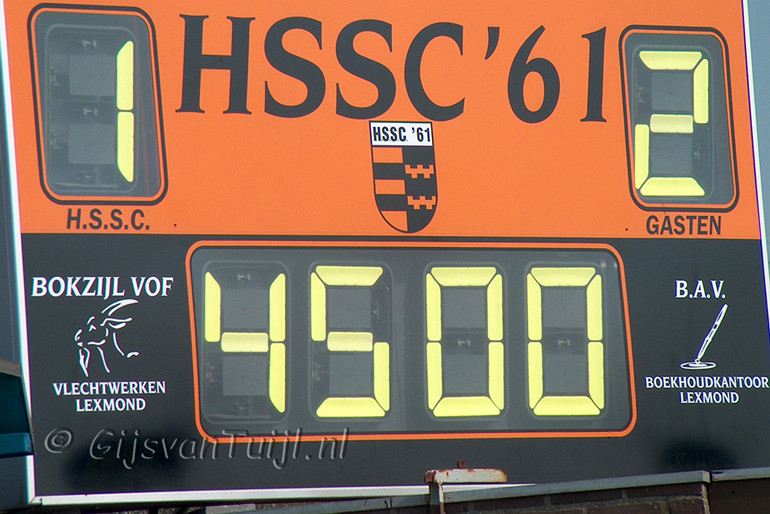 1 HSSC '61 2
HSSC. '61
H.S.S.C.
GASTEN
BOKZIJL VOF
VLECHTWERKEN
LEXMOND
4500
B.A.V.
BOEKHOUDKANTOOR
LEXMOND
© GijsvanTuijl.nl